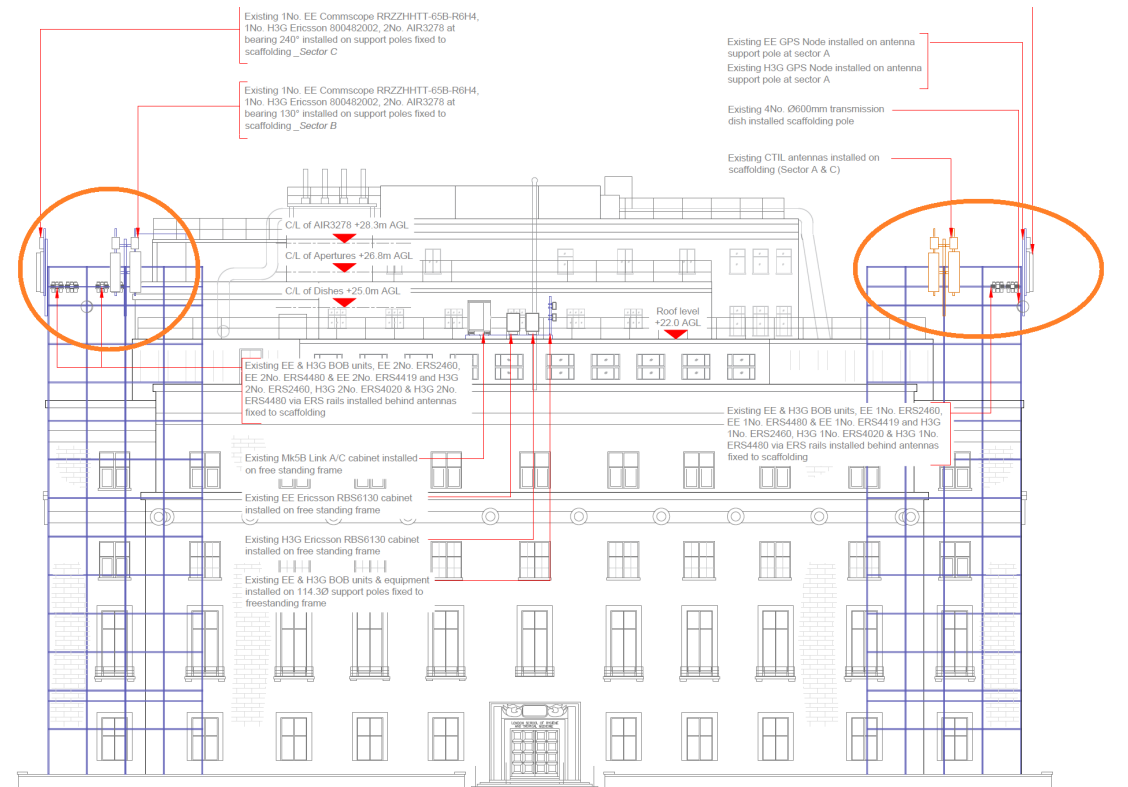 Existing 1No. EE Commscope RRZZHHTT-65B-R6H4,
1No. H3G Ericsson 800482002, 2No. AIR3278 at
bearing 240° installed on support poles fixed to
scaffolding _Sector C
Existing 1No. EE Commscope RRZZHHTT-65B-R6H4,
1No. H3G Ericsson 800482002, 2No. AIR3278 at
bearing 130° installed on support poles fixed to
scaffolding _Sector B
Existing EE GPS Node installed on antenna
support pole at sector A
Existing H3G GPS Node installed on antenna
support pole at sector A
Existing 4No. Ø600mm transmission
dish installed scaffolding pole
Existing CTIL antennas installed on
scaffolding (Sector A & C)
C/L of AIR3278 +28.3m AGL
C/L of Apertures +26.8m AGL
C/L of Dishes +25.0m AGL
Roof level
+22.0 AGL
Existing EE & H3G BOB units, EE 2No. ERS2460,
EE 2No. ERS4480 & EE 2No. ERS4419 and H3G
2No. ERS2460, H3G 2No. ERS4020 & H3G 2No.
ERS4480 via ERS rails installed behind antennas
fixed to scaffolding
Existing EE & H3G BOB units, EE 1No. ERS2460,
EE 1No. ERS4480 & EE 1No. ERS4419 and H3G
1No. ERS2460, H3G 1No. ERS4020 & H3G 1No.
ERS4480 via ERS rails installed behind antennas
fixed to scaffolding
Existing Mk5B Link A/C cabinet installed
on free standing frame
Existing EE Ericsson RBS6130 cabinet
installed on free standing frame
Existing H3G Ericsson RBS6130 cabinet
installed on free standing frame
Existing EE & H3G BOB units & equipment
installed on 114.3Ø support poles fixed to
freestanding frame
LONDON SCHOOL OF HYGIENE
AND TROPICAL MEDICINE